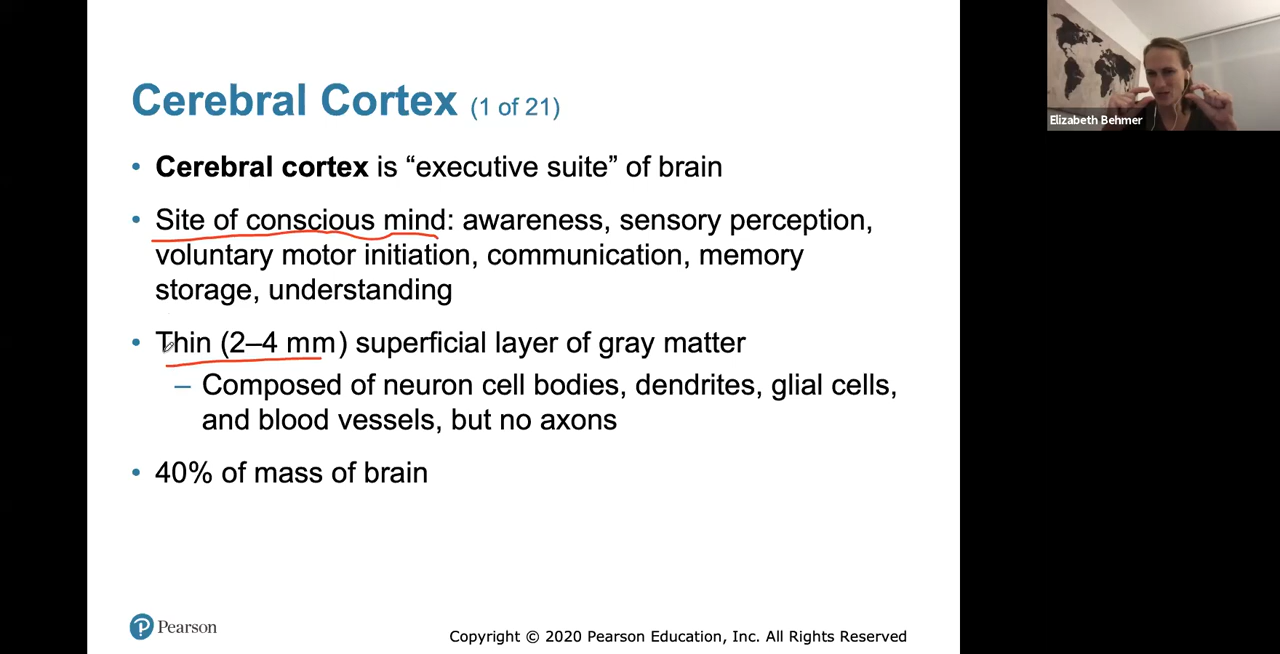 Cerebral Cortex (1 of 21)
• Cerebral cortex is “executive suite” of brain
• Site of conscious mind: awareness, sensory perception,
voluntary motor initiation, communication, memory
storage, understanding
• Thin (2–4 mm) superficial layer of gray matter
– Composed of neuron cell bodies, dendrites, glial cells,
and blood vessels, but no axons
• 40% of mass of brain
P Pearson
Copyright © 2020 Pearson Education, Inc. All Rights Reserved
Elizabeth Behmer